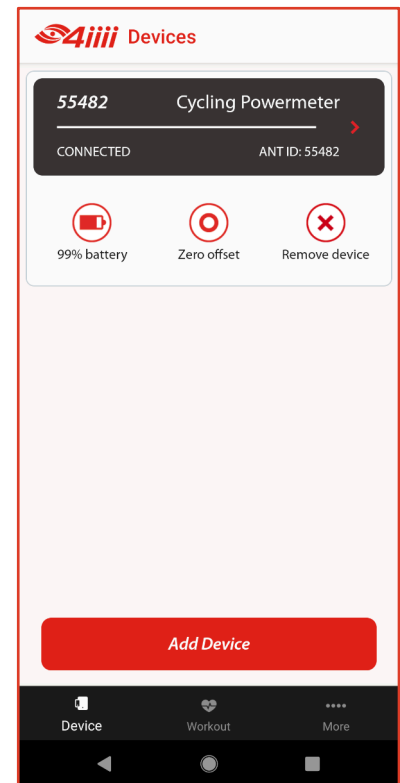 4iiii Devices
55482 Cycling Powermeter
CONNECTED ANT ID: 55482
99% battery Zero offset Remove device
Add Device
Device Workout More